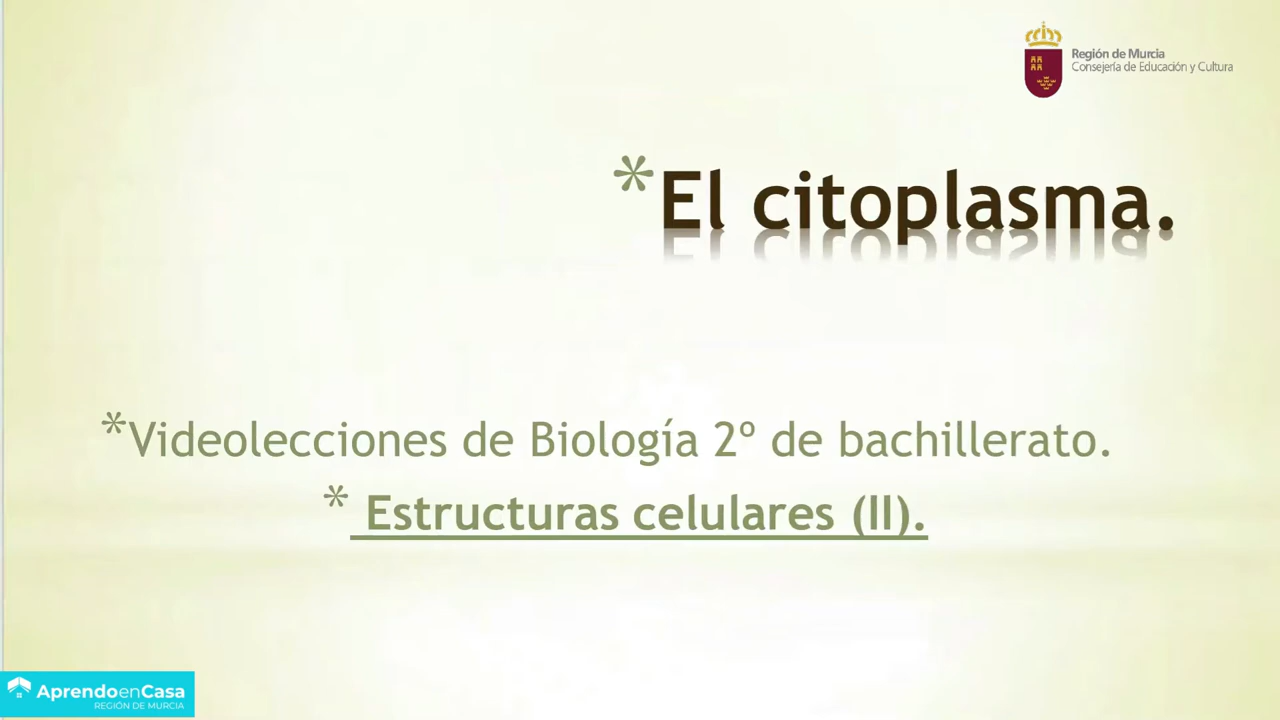 Región de Murcia
Consejería de Educación y Cultura
*El citoplasma.
*Videolecciones de Biología 2º de bachillerato.
* Estructuras celulares (II).
AprendoenCasa
REGIÓN DE MURCIA